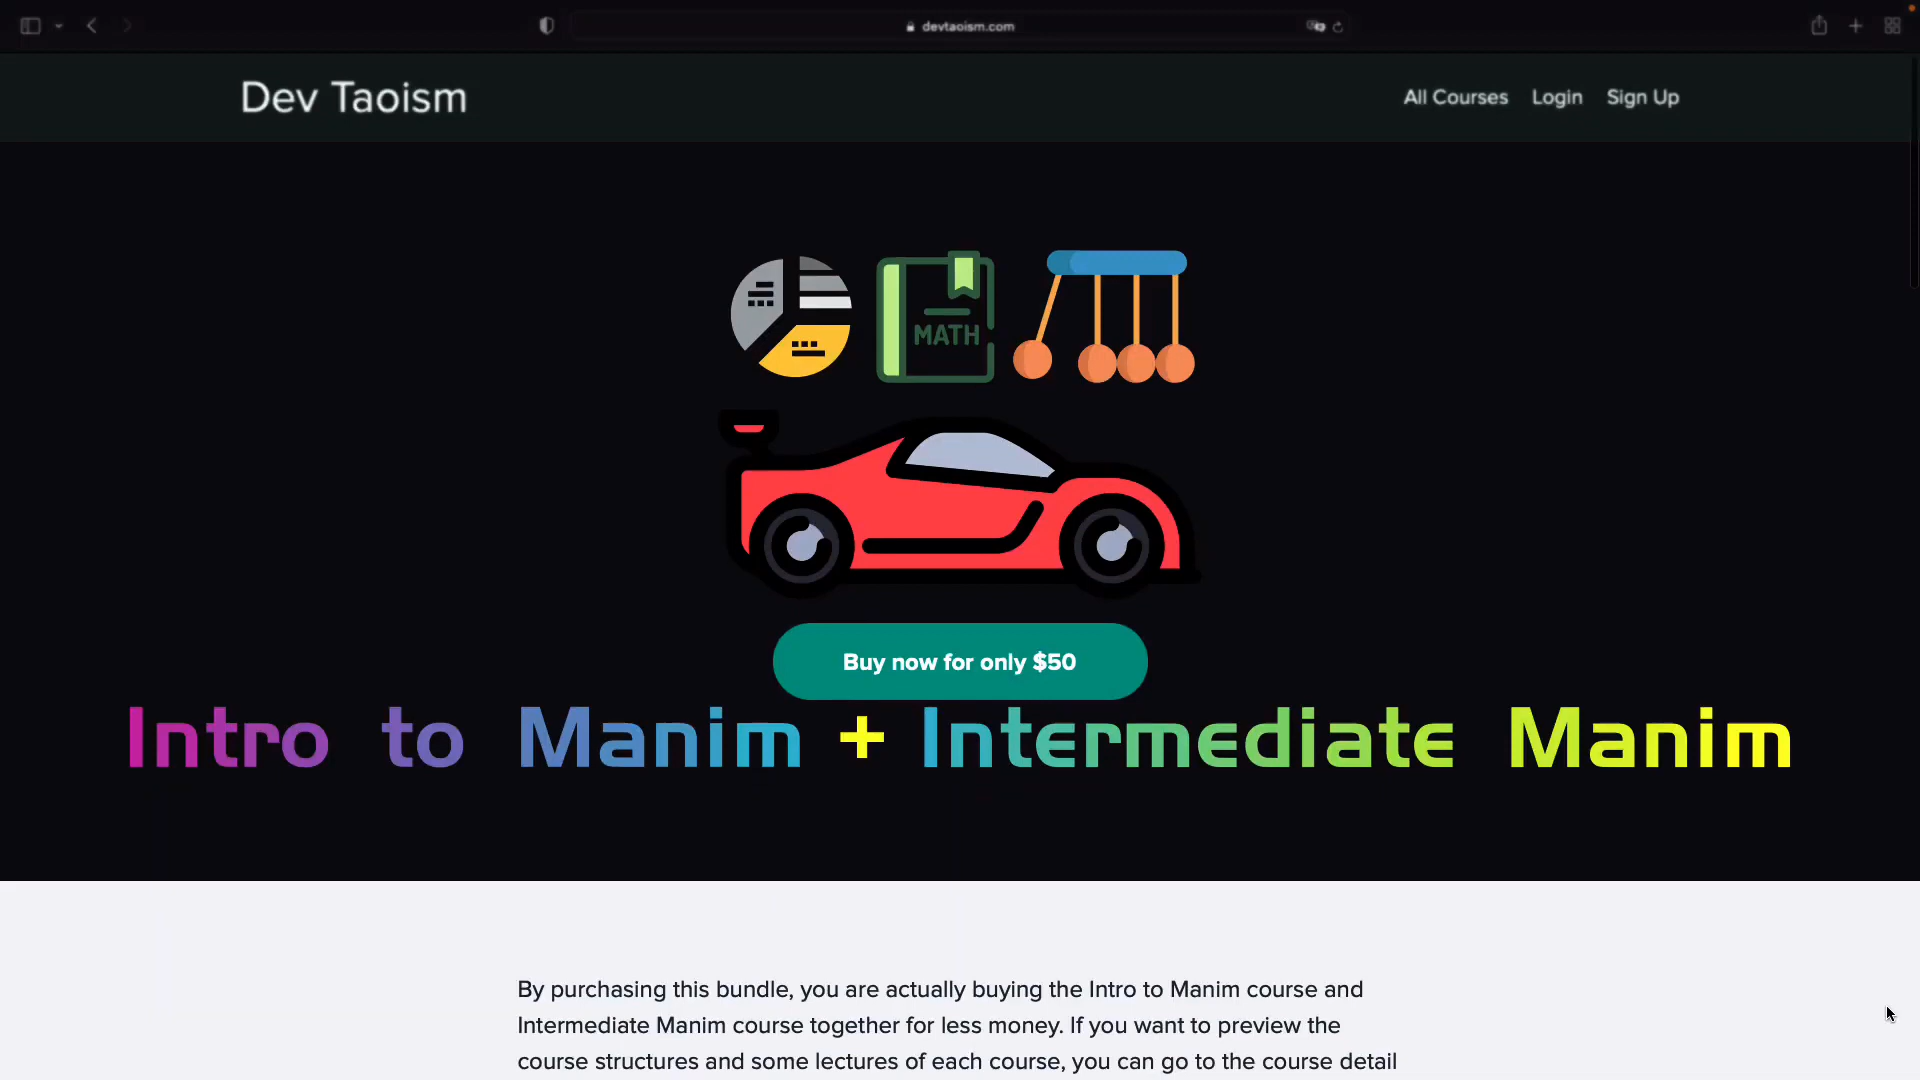 devtaoism.com
Dev Taoism
All Courses Login Sign Up
MATH
Buy now for only $50
Intro to Manim + Intermediate Manim
By purchasing this bundle, you are actually buying the Intro to Manim course and
Intermediate Manim course together for less money. If you want to preview the
course structures and some lectures of each course, you can go to the course detail